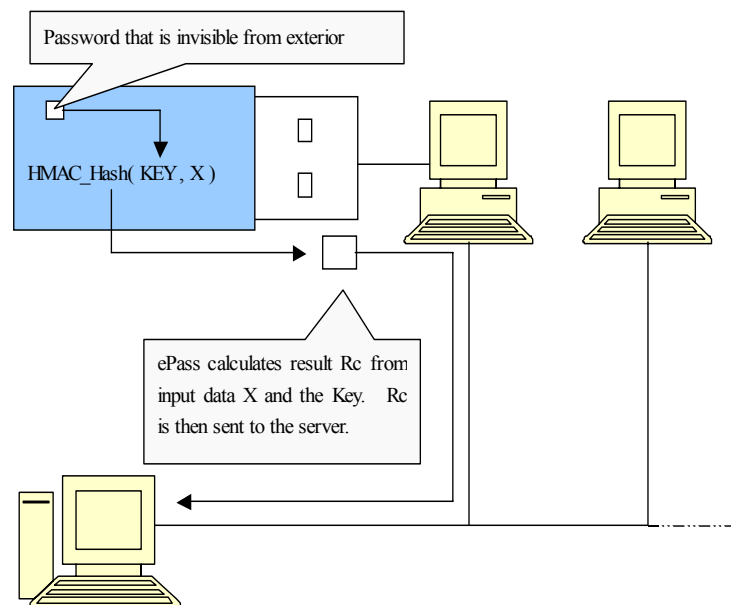 Password that is invisible from exterior
HMAC_Hash( KEY, X )
ePass calculates result Rc from
input data X and the Key. Rc
is then sent to the server.